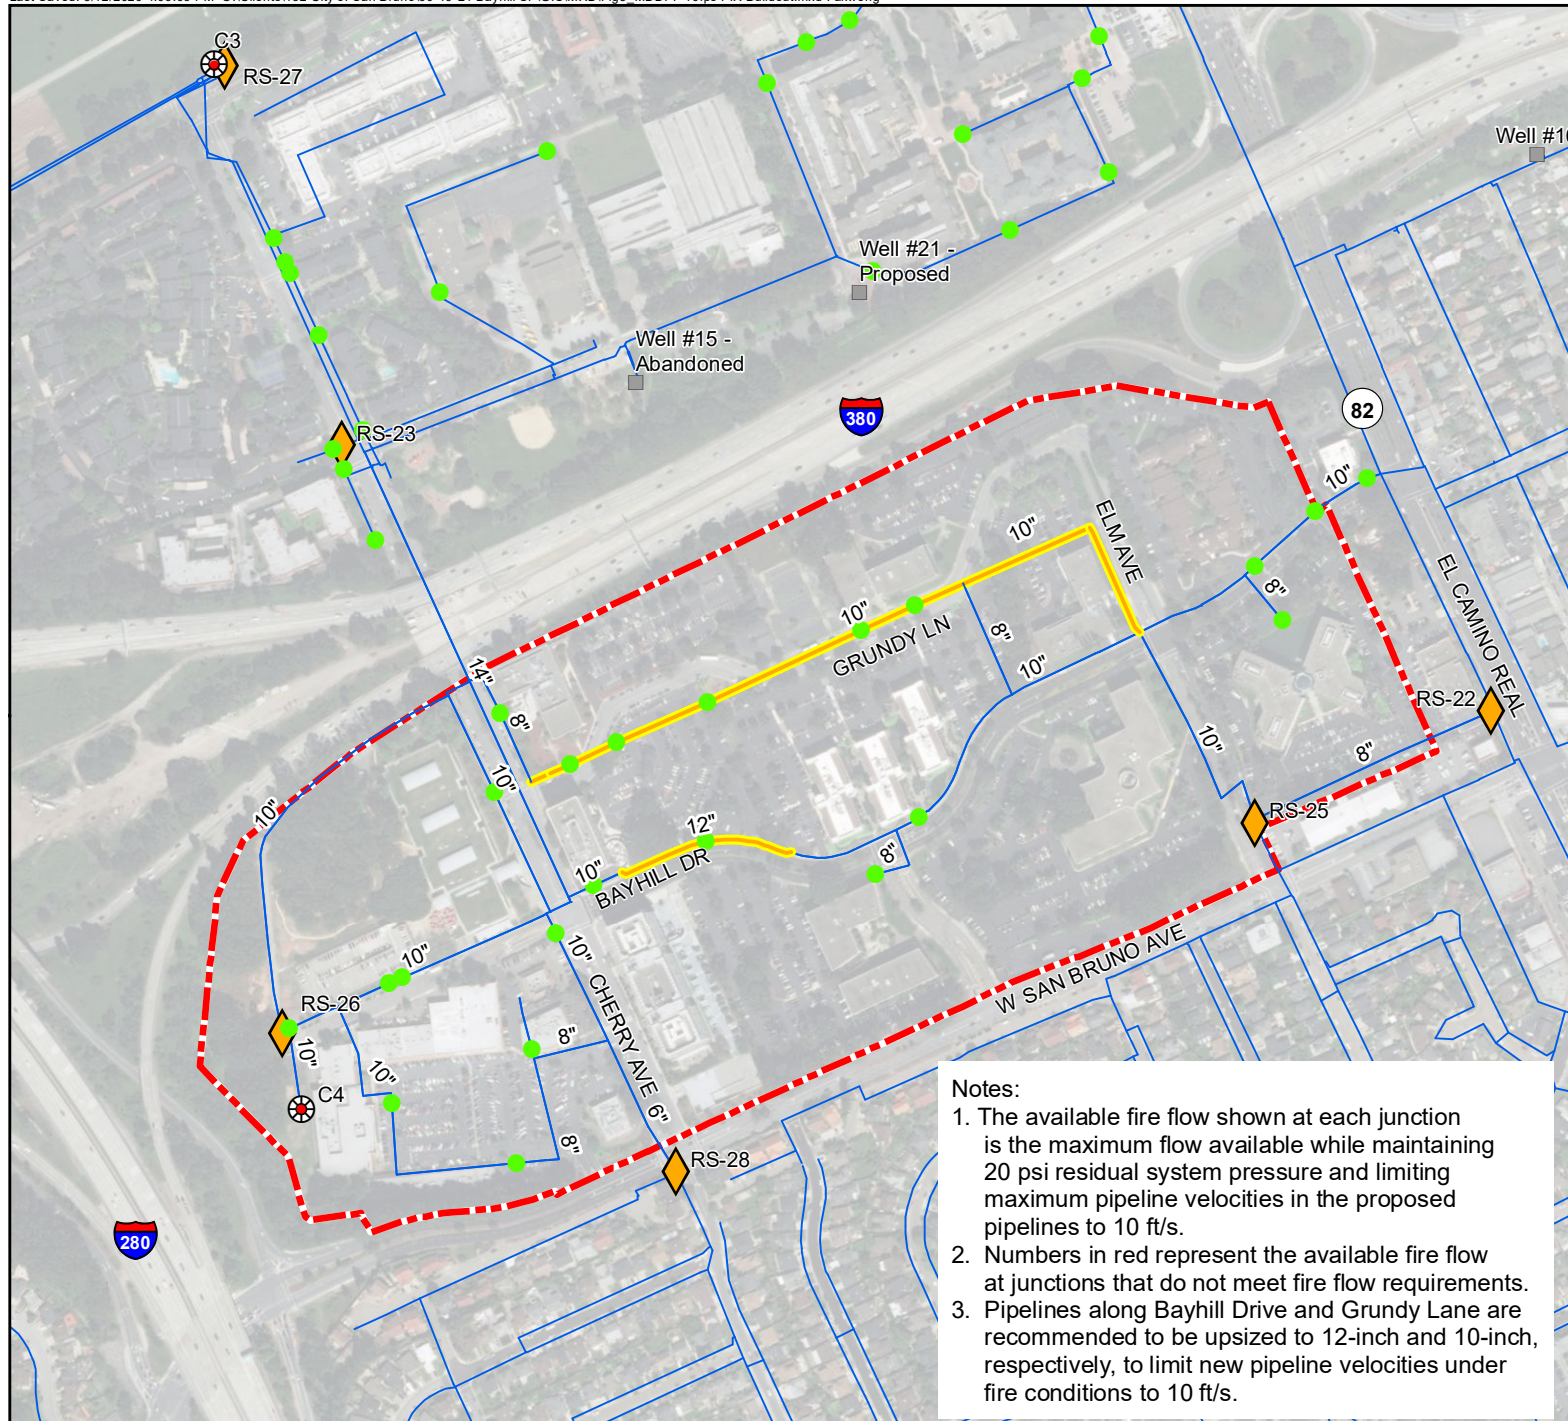 C3
RS-27
Well #16
Well #21 -
Proposed
Well #15 -
Abandoned
380
82
RS-23
10"
ELM AVE
10"
EL CAMINO REAL
8"
10"
GRUNDY LN
8"
10"
14"
8"
RS-22
10"
8"
10"
10"
RS-25
12"
8"
10"
BAYHILL DR
10"
10"
CHERRY AVE
6"
W SAN BRUNO AVE
RS-26
10"
8"
10"
C4
8"
RS-28
280
Notes:
1. The available fire flow shown at each junction
is the maximum flow available while maintaining
20 psi residual system pressure and limiting
maximum pipeline velocities in the proposed
pipelines to 10 ft/s.
2. Numbers in red represent the available fire flow
at junctions that do not meet fire flow requirements.
3. Pipelines along Bayhill Drive and Grundy Lane are
recommended to be upsized to 12-inch and 10-inch,
respectively, to limit new pipeline velocities under
fire conditions to 10 ft/s.